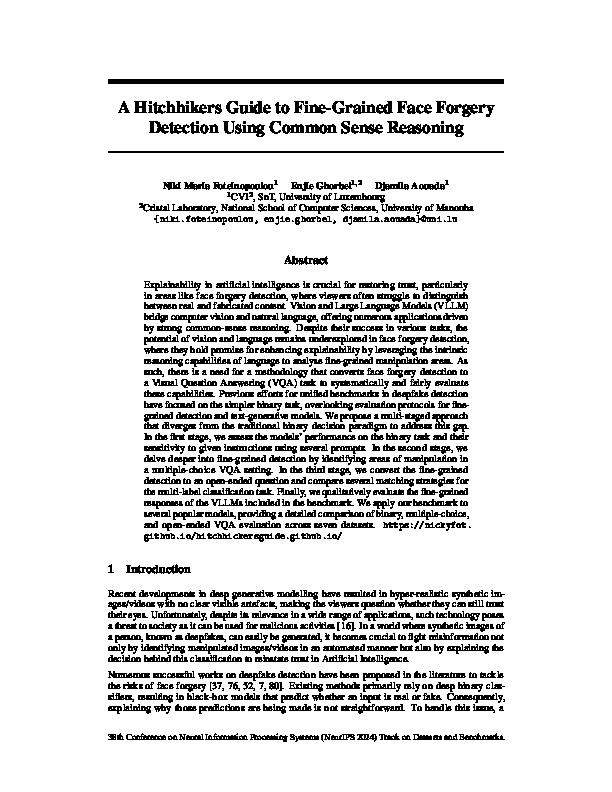 A Hitchhikers Guide to Fine-Grained Face Forgery
Detection Using Common Sense Reasoning
Niki Maria Foteinopoulou¹ Enjie Ghorbel¹,² Djamila Aouada¹
¹CVI², SnT, University of Luxembourg
²Cristal Laboratory, National School of Computer Sciences, University of Manouba
{niki.foteinopoulou, enjie.ghorbel, djamila.aouada}@uni.lu
Abstract
Explainability in artificial intelligence is crucial for restoring trust, particularly
in areas like face forgery detection, where viewers often struggle to distinguish
between real and fabricated content. Vision and Large Language Models (VLLM)
bridge computer vision and natural language, offering numerous applications driven
by strong common-sense reasoning. Despite their success in various tasks, the
potential of vision and language remains underexplored in face forgery detection,
where they hold promise for enhancing explainability by leveraging the intrinsic
reasoning capabilities of language to analyse fine-grained manipulation areas. As
such, there is a need for a methodology that converts face forgery detection to
a Visual Question Answering (VQA) task to systematically and fairly evaluate
these capabilities. Previous efforts for unified benchmarks in deepfake detection
have focused on the simpler binary task, overlooking evaluation protocols for fine-
grained detection and text-generative models. We propose a multi-staged approach
that diverges from the traditional binary decision paradigm to address this gap.
In the first stage, we assess the models' performance on the binary task and their
sensitivity to given instructions using several prompts. In the second stage, we
delve deeper into fine-grained detection by identifying areas of manipulation in
a multiple-choice VQA setting. In the third stage, we convert the fine-grained
detection to an open-ended question and compare several matching strategies for
the multi-label classification task. Finally, we qualitatively evaluate the fine-grained
responses of the VLLMs included in the benchmark. We apply our benchmark to
several popular models, providing a detailed comparison of binary, multiple-choice,
and open-ended VQA evaluation across seven datasets. https://nickyfot.
github.io/hitchhickersguide.github.io/
1 Introduction
Recent developments in deep generative modelling have resulted in hyper-realistic synthetic im-
ages/videos with no clear visible artefacts, making the viewers question whether they can still trust
their eyes. Unfortunately, despite its relevance in a wide range of applications, such technology poses
a threat to society as it can be used for malicious activities [16]. In a world where synthetic images of
a person, known as deepfakes, can easily be generated, it becomes crucial to fight misinformation not
only by identifying manipulated images/videos in an automated manner but also by explaining the
decision behind this classification to reinstate trust in Artificial Intelligence.
Numerous successful works on deepfake detection have been proposed in the literature to tackle
the risks of face forgery [37, 76, 52, 7, 80]. Existing methods primarily rely on deep binary clas-
sifiers, resulting in black-box models that predict whether an input is real or fake. Consequently,
explaining why those predictions are being made is not straightforward. To handle this issue, a
38th Conference on Neural Information Processing Systems (NeurIPS 2024) Track on Datasets and Benchmarks.